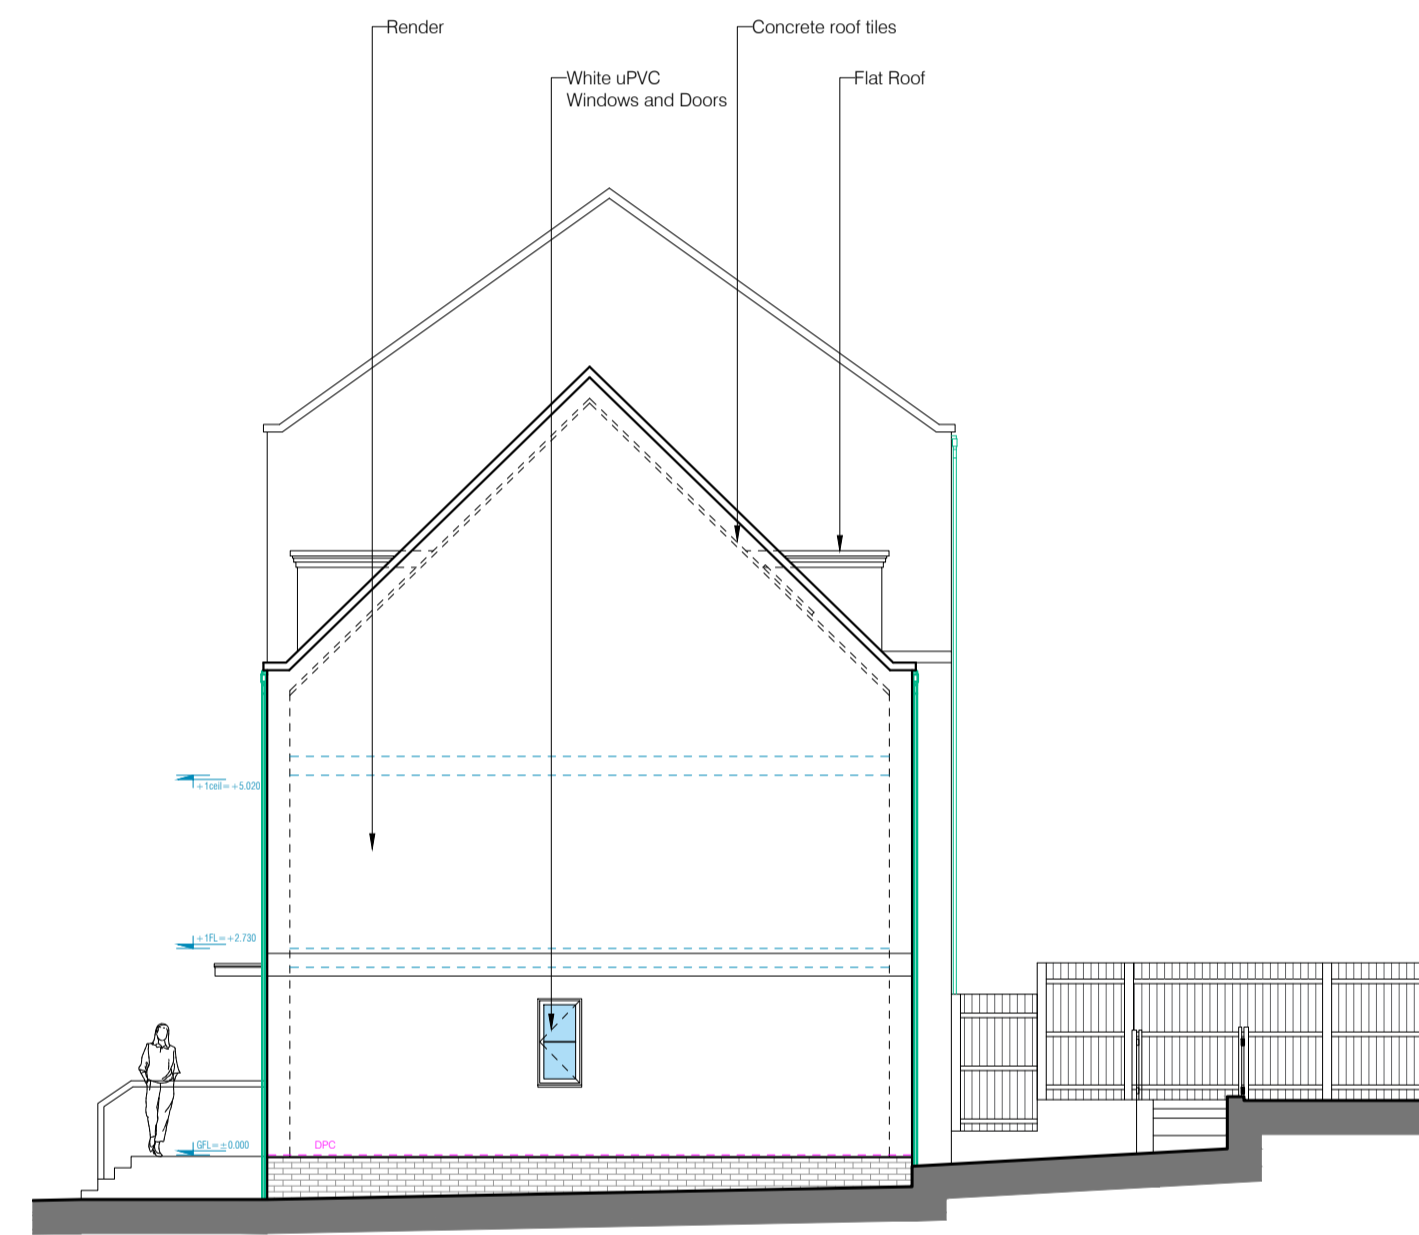 Render
Concrete roof tiles
White uPVC
Windows and Doors
Flat Roof
+1ceil=+5.020
+1FL=+2.730
GFL=±0.000
DPC